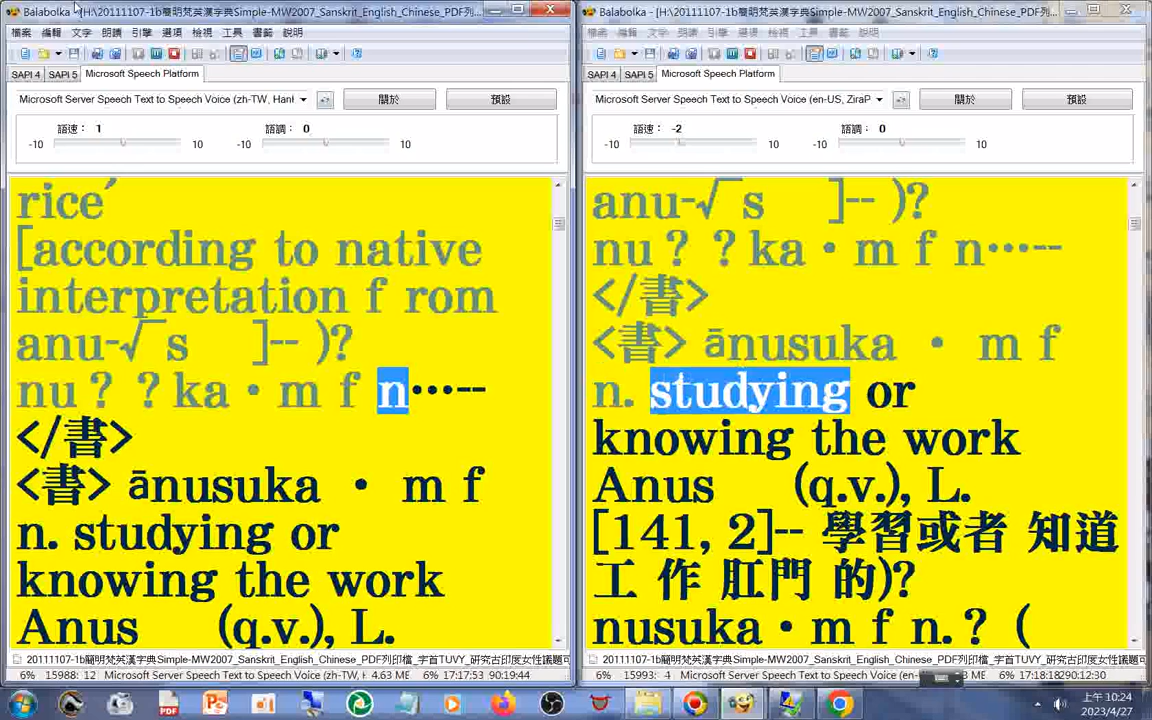 Balabolka - [H:\20111107-1b簡明梵英漢字典Simple-MW2007_Sanskrit_English_Chinese_PDF列...
檔案 編輯 文字 朗讀 引擎 選項 檢視 工具 書籤 說明
SAPI 4 SAPI 5 Microsoft Speech Platform
Microsoft Server Speech Text to Speech Voice (zh-TW, Hanl
關於 預設
語速： 1 語調： 0
-10 10 -10 10
rice´
[according to native
interpretation f rom
anu-√ s ]-- )?
nu ? ? ka • m f n…--
</書>
<書> ānusuka • m f
n. studying or
knowing the work
Anus (q.v.), L.
20111107-1b簡明梵英漢字典Simple-MW2007_Sanskrit_English_Chinese_PDF列印檔_字首TUVY_研究古印度女性議題可
6% 15988: 12 Microsoft Server Speech Text to Speech Voice (zh-TW, H 4.63 MB 6% 17:17:53 90:19:44
Balabolka - [H:\20111107-1b簡明梵英漢字典Simple-MW2007_Sanskrit_English_Chinese_PDF列...
檔案 編輯 文字 朗讀 引擎 選項 檢視 工具 書籤 說明
SAPI 4 SAPI 5 Microsoft Speech Platform
Microsoft Server Speech Text to Speech Voice (en-US, ZiraP
關於 預設
語速： -2 語調： 0
-10 10 -10 10
anu-√ s ]-- )?
nu ? ? ka • m f n…--
</書>
<書> ānusuka • m f
n. studying or
knowing the work
Anus (q.v.), L.
[141, 2]-- 學習或者 知道
工 作 肛門 的)?
nusuka • m f n. ? (
20111107-1b簡明梵英漢字典Simple-MW2007_Sanskrit_English_Chinese_PDF列印檔_字首TUVY_研究古印度女性議題可
6% 15993: 4 Microsoft Server Speech Text to Speech Voice (en-US, Z 4.63 MB 6% 17:18:18
上午 10:24
2023/4/27